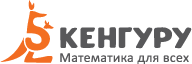 КЕНГУРУ
Математика для всех